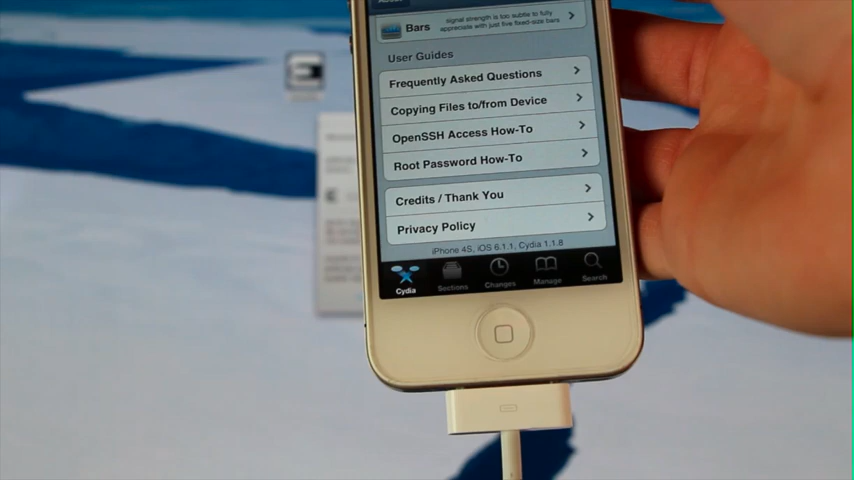 Bars
signal strength is too subtle to fully
appreciate with just five fixed-size bars
User Guides
Frequently Asked Questions
Copying Files to/from Device
OpenSSH Access How-To
Root Password How-To
Credits / Thank You
Privacy Policy
iPhone 4S, iOS 6.1.1, Cydia 1.1.8
Cydia
Sections
Changes
Manage
Search